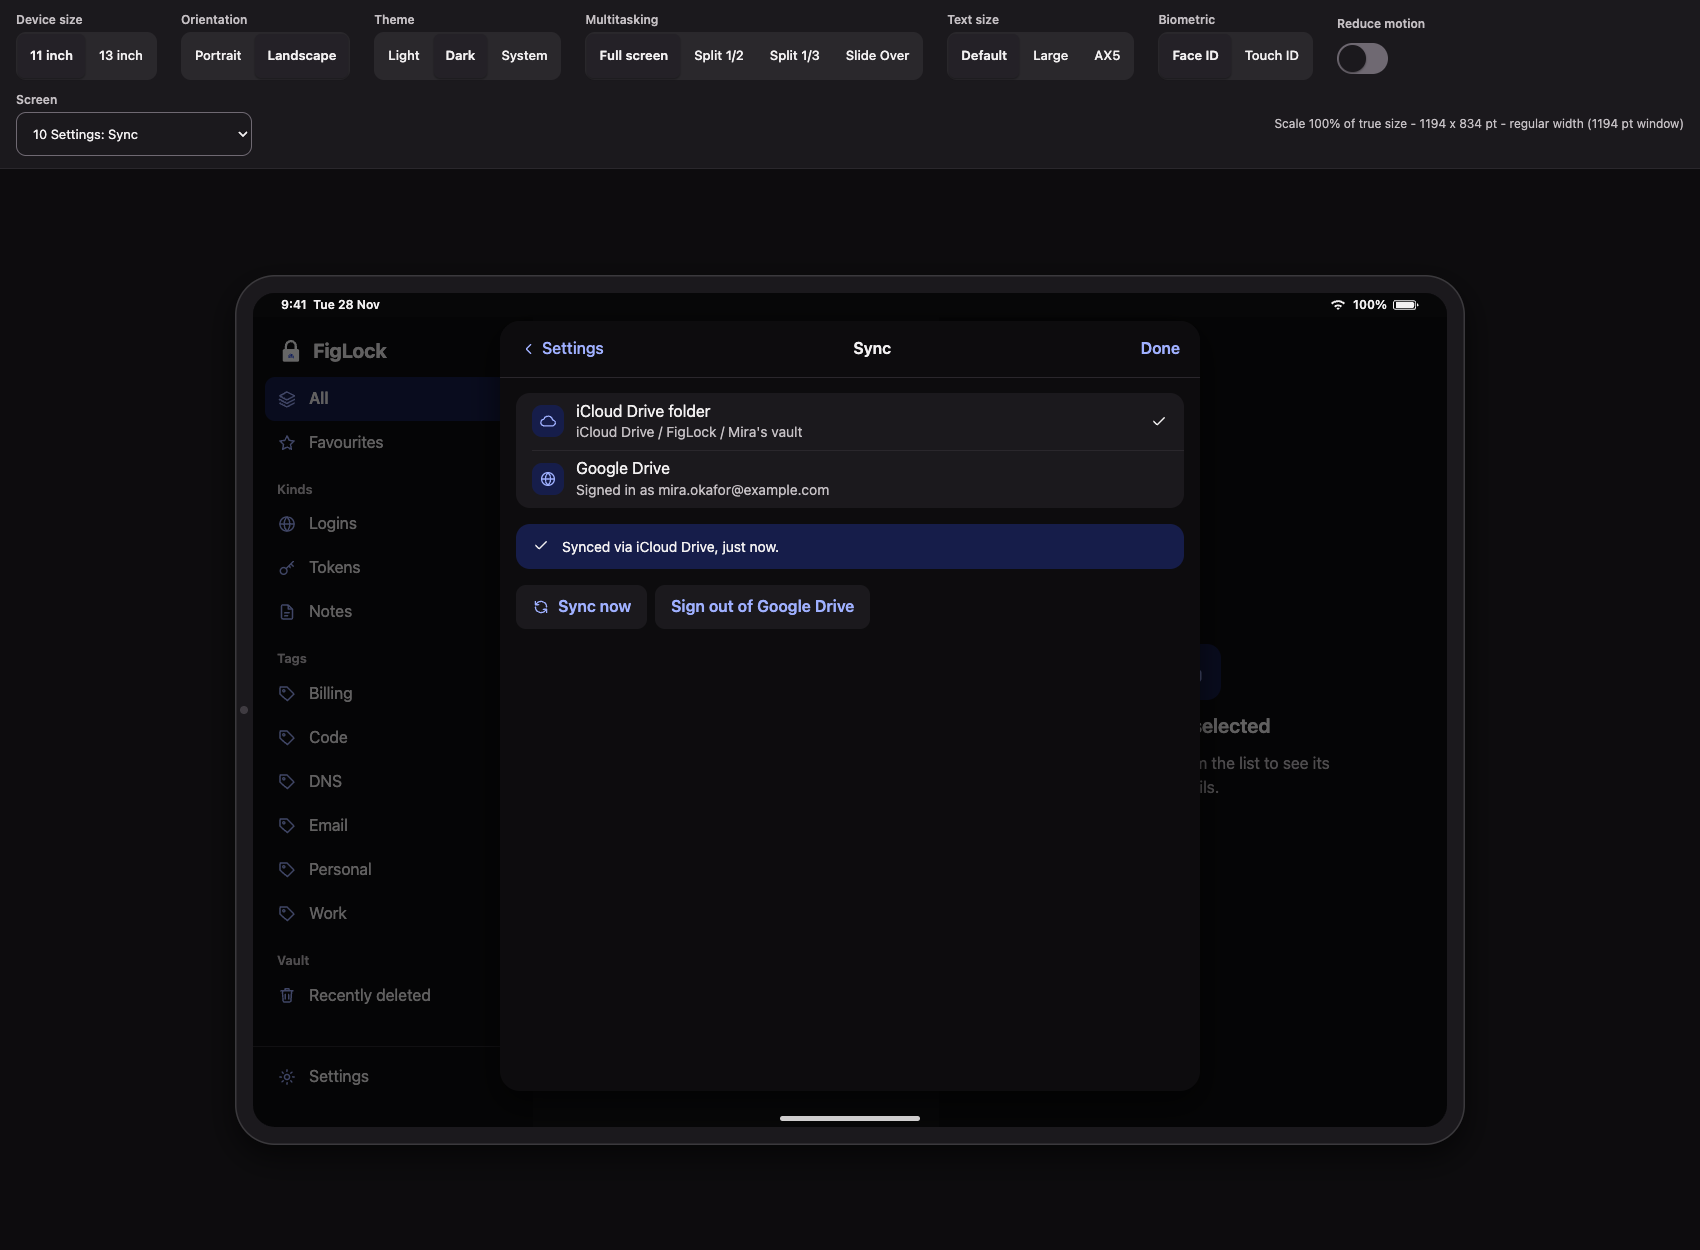 Device size
11 inch
13 inch
Orientation
Portrait
Landscape
Theme
Light
Dark
System
Multitasking
Full screen
Split 1/2
Split 1/3
Slide Over
Text size
Default
Large
AX5
Biometric
Face ID
Touch ID
Reduce motion
Screen
10 Settings: Sync
Scale 100% of true size - 1194 x 834 pt - regular width (1194 pt window)
9:41 Tue 28 Nov
100%
FigLock
All
Favourites
Kinds
Logins
Tokens
Notes
Tags
Billing
Code
DNS
Email
Personal
Work
Vault
Recently deleted
Settings
Settings
Sync
Done
iCloud Drive folder
iCloud Drive / FigLock / Mira's vault
Google Drive
Signed in as mira.okafor@example.com
Synced via iCloud Drive, just now.
Sync now
Sign out of Google Drive
selected
the list to see its